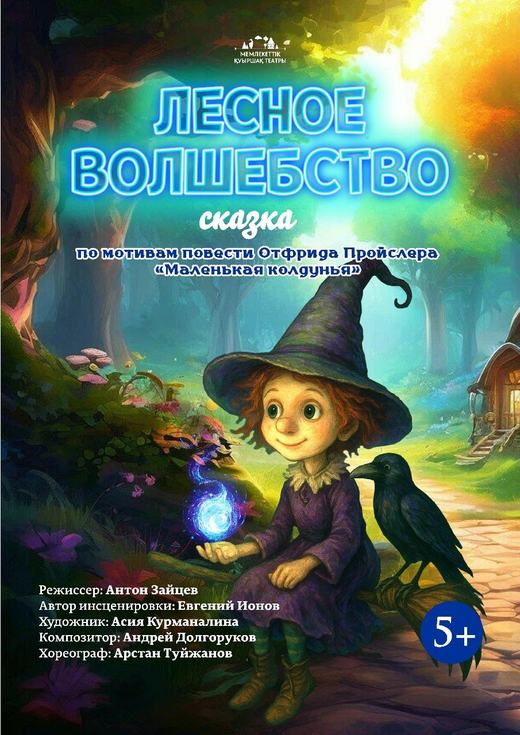 МЕМЛЕКЕТТІК
ҚУЫРШАҚ ТЕАТРЫ
ЛЕСНОЕ
ВОЛШЕБСТВО
сказка
по мотивам повести Отфрида Пройслера
«Маленькая колдунья»
Режиссер: Антон Зайцев
Автор инсценировки: Евгений Ионов
Художник: Асия Курманалина
Композитор: Андрей Долгоруков
Хореограф: Арстан Туйжанов
5+